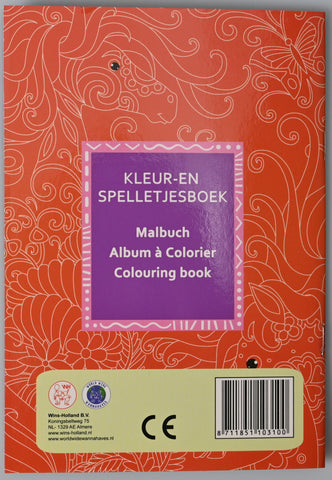 KLEUR-EN
SPELLETJESBOEK
Malbuch
Album à Colorier
Colouring book
Wins-Holland B.V.
Koningsbeltweg 75
NL- 1329 AE Almere
www.wins-holland.nl
www.worldwidewannahaves.nl
CE
8 711851 103100